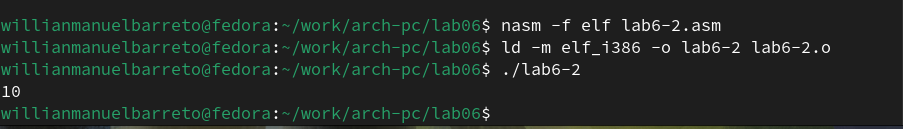 willianmanuelbarreto@fedora:~/work/arch-pc/lab06$ nasm -f elf lab6-2.asm
willianmanuelbarreto@fedora:~/work/arch-pc/lab06$ ld -m elf_i386 -o lab6-2 lab6-2.o
willianmanuelbarreto@fedora:~/work/arch-pc/lab06$ ./lab6-2
10
willianmanuelbarreto@fedora:~/work/arch-pc/lab06$